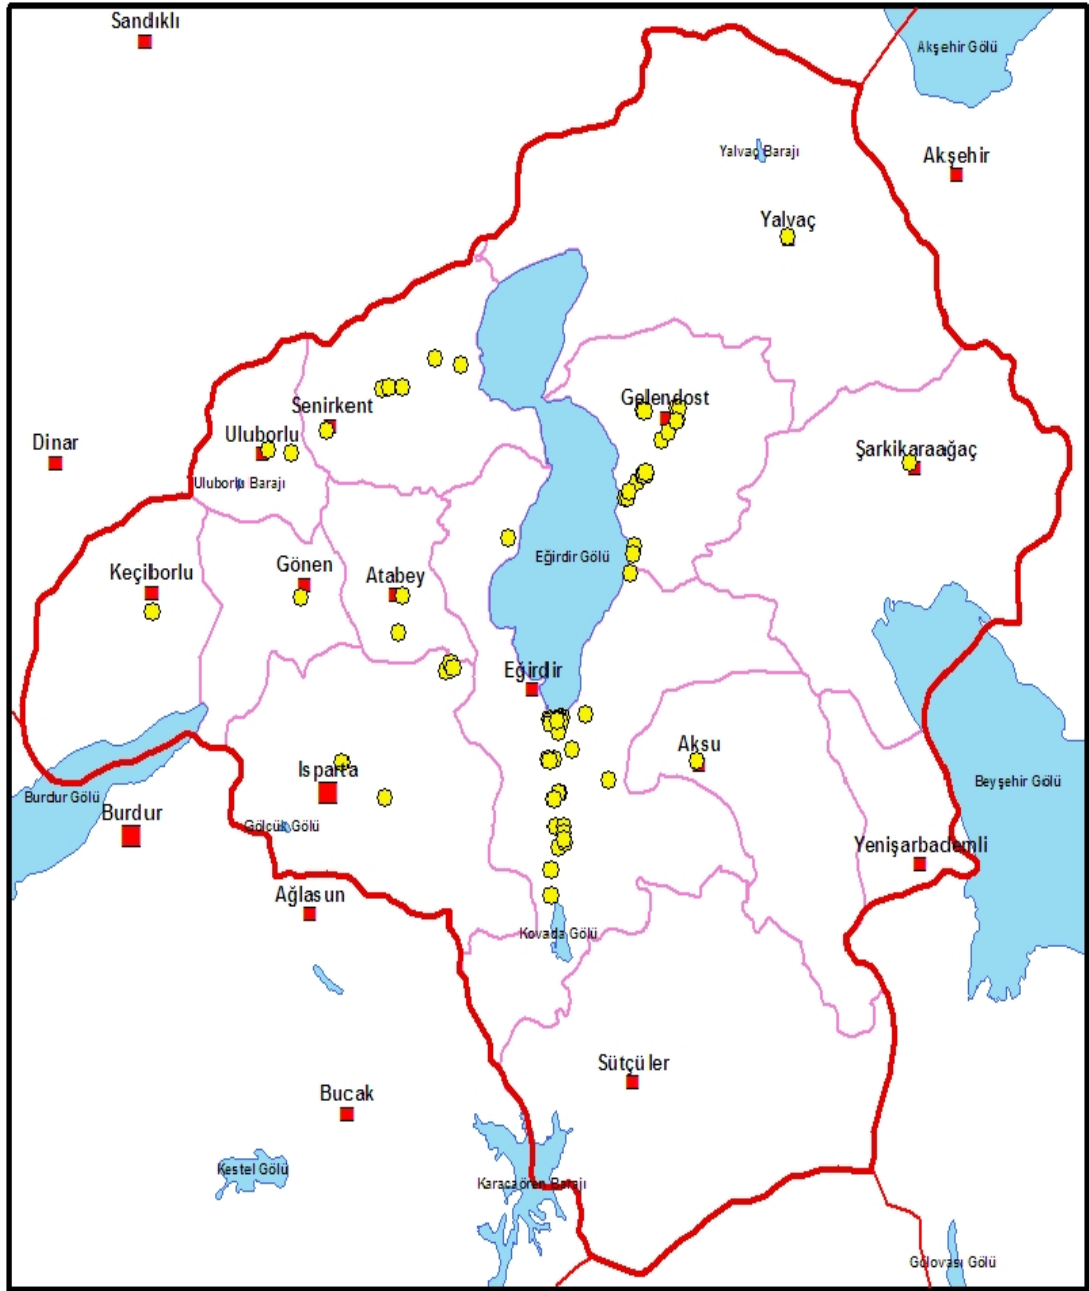 Sandıklı
Akşehir Gölü
Yalvaç Barajı
Akşehir
Yalvaç
Gelendost
Senirkent
Uluborlu
Dinar
Şarkikaraağaç
Uluborlu Barajı
Eğirdir Gölü
Gönen
Keçiborlu
Atabey
Eğirdir
Aksu
Isparta
Beyşehir Gölü
Burdur Gölü
Burdur
Gölcük Gölü
Yenişarbademli
Ağlasun
Kovada Gölü
Sütçüler
Bucak
Kestel Gölü
Karacaören Barajı
Gölovası Gölü